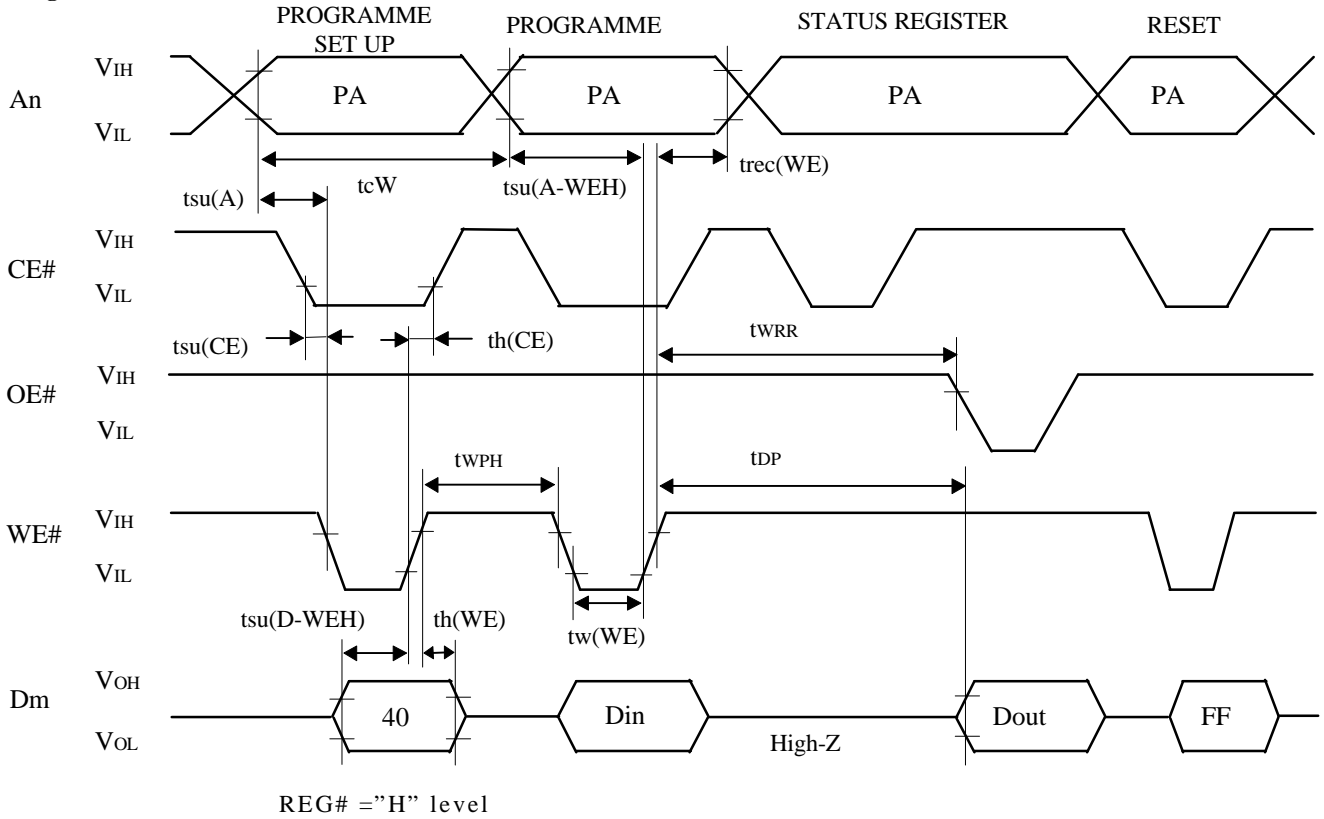 PROGRAMME
SET UP
PROGRAMME
STATUS REGISTER
RESET
An
VIH
VIL
PA
PA
PA
PA
tcW
tsu(A)
tsu(A-WEH)
trec(WE)
CE#
VIH
VIL
tsu(CE)
th(CE)
tWRR
OE#
VIH
VIL
tWPH
tDP
WE#
VIH
VIL
tsu(D-WEH)
th(WE)
tw(WE)
Dm
VOH
VOL
40
Din
High-Z
Dout
FF
REG# ="H" level